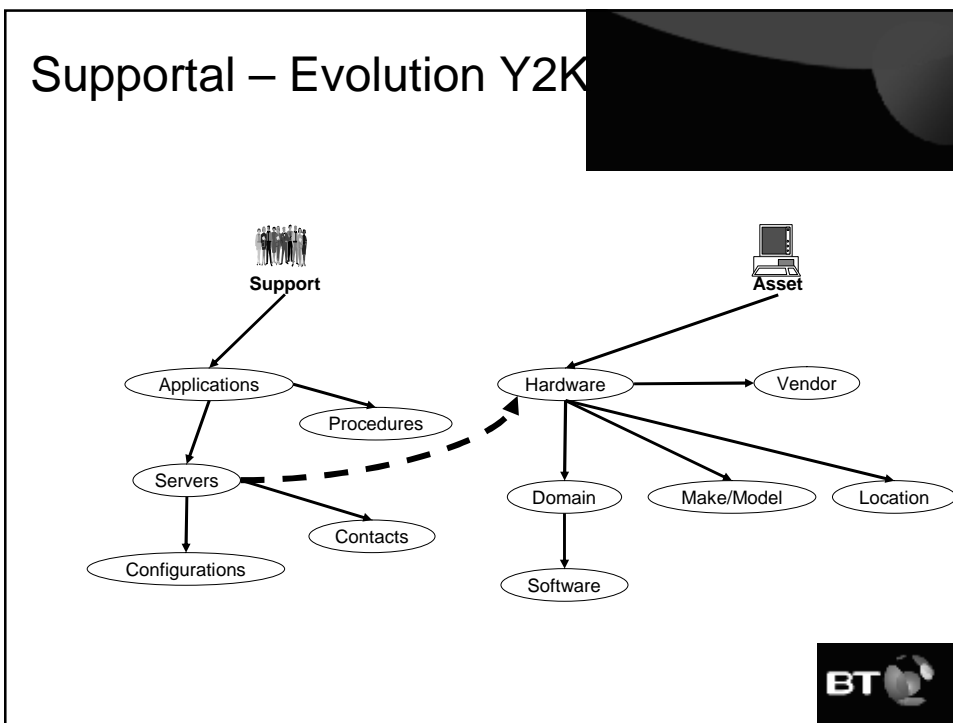 Supportal – Evolution Y2K
Support
Asset
Applications
Hardware
Vendor
Procedures
Servers
Domain
Make/Model
Location
Contacts
Configurations
Software
BT